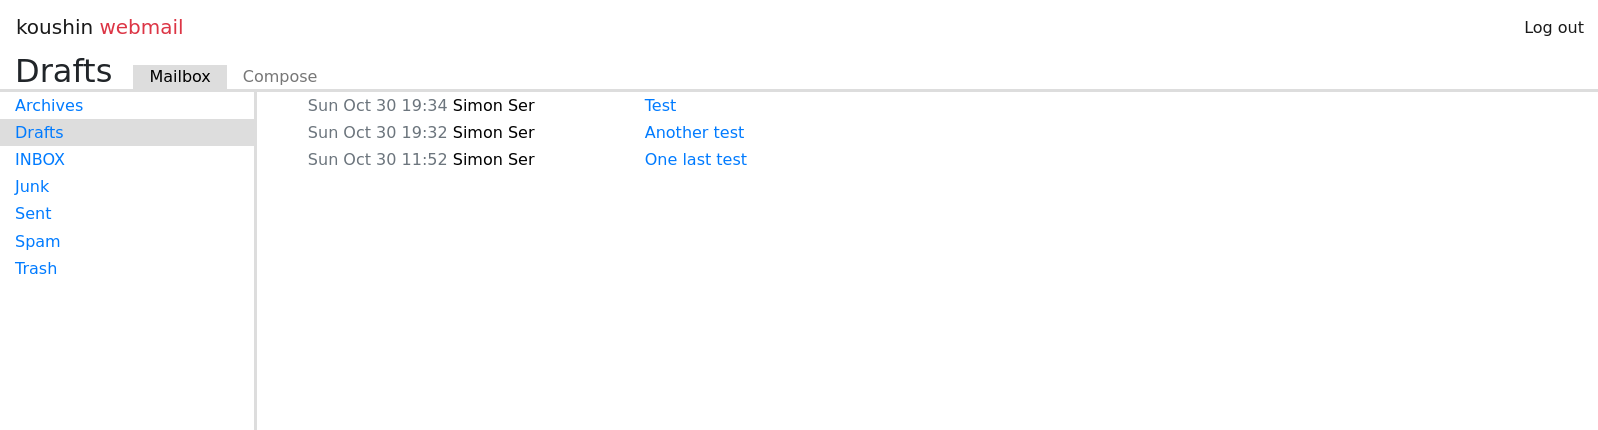 koushin webmail
Log out
Drafts
Mailbox
Compose
Archives
Drafts
INBOX
Junk
Sent
Spam
Trash
Sun Oct 30 19:34 Simon Ser Test
Sun Oct 30 19:32 Simon Ser Another test
Sun Oct 30 11:52 Simon Ser One last test